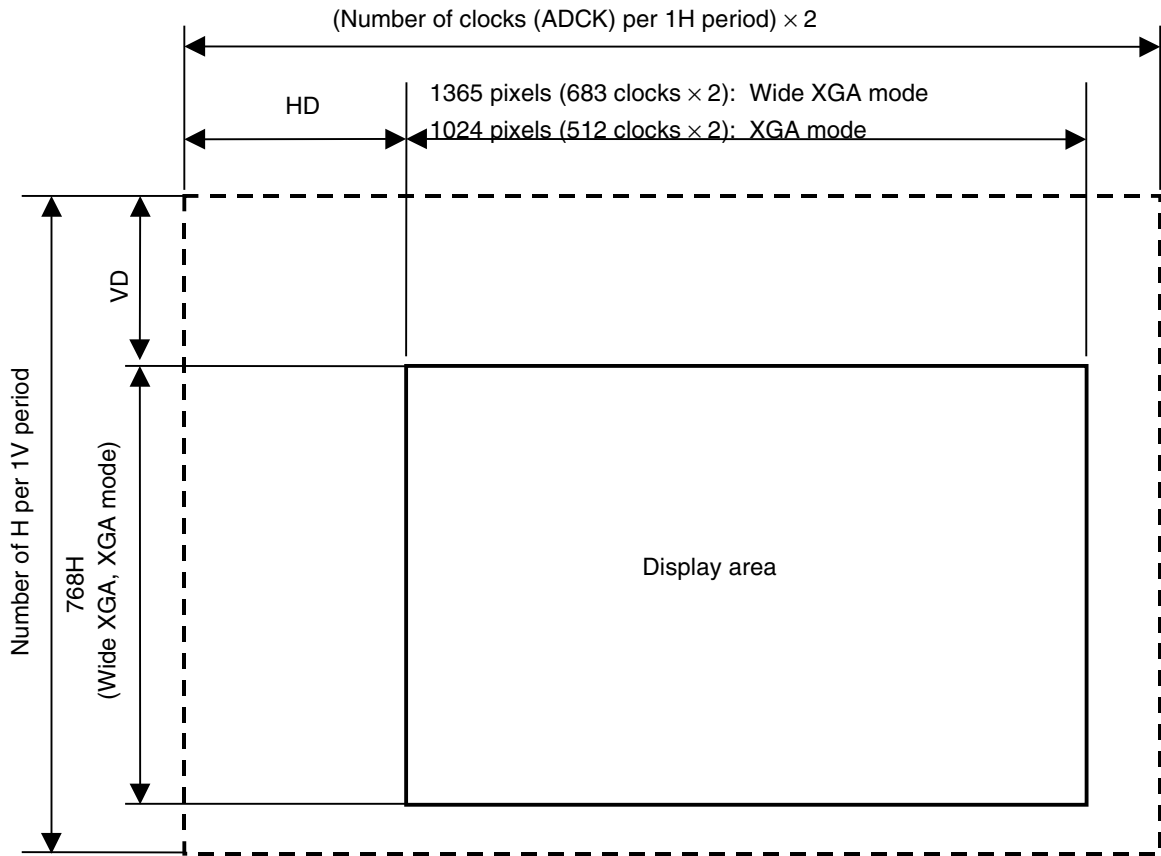 (Number of clocks (ADCK) per 1H period) × 2
1365 pixels (683 clocks × 2): Wide XGA mode
HD
1024 pixels (512 clocks × 2): XGA mode
VD
Number of H per 1V period
768H
(Wide XGA, XGA mode)
Display area